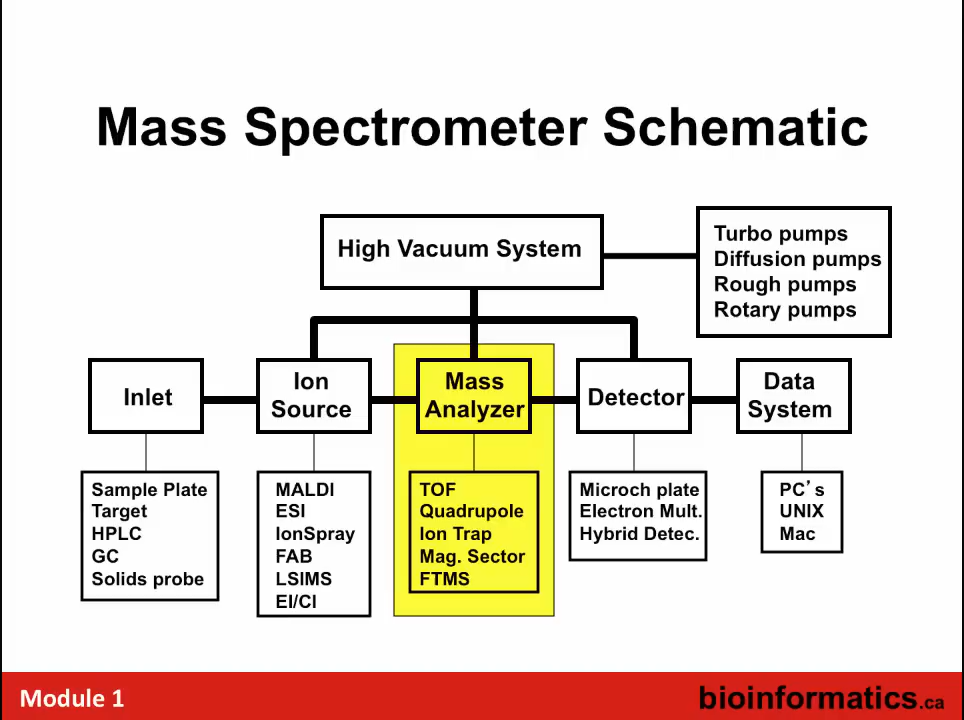 Mass Spectrometer Schematic
High Vacuum System
Turbo pumps
Diffusion pumps
Rough pumps
Rotary pumps
Inlet
Ion
Source
Mass
Analyzer
Detector
Data
System
Sample Plate
Target
HPLC
GC
Solids probe
MALDI
ESI
IonSpray
FAB
LSIMS
EI/CI
TOF
Quadrupole
Ion Trap
Mag. Sector
FTMS
Microch plate
Electron Mult.
Hybrid Detec.
PC’s
UNIX
Mac
Module 1
bioinformatics.ca